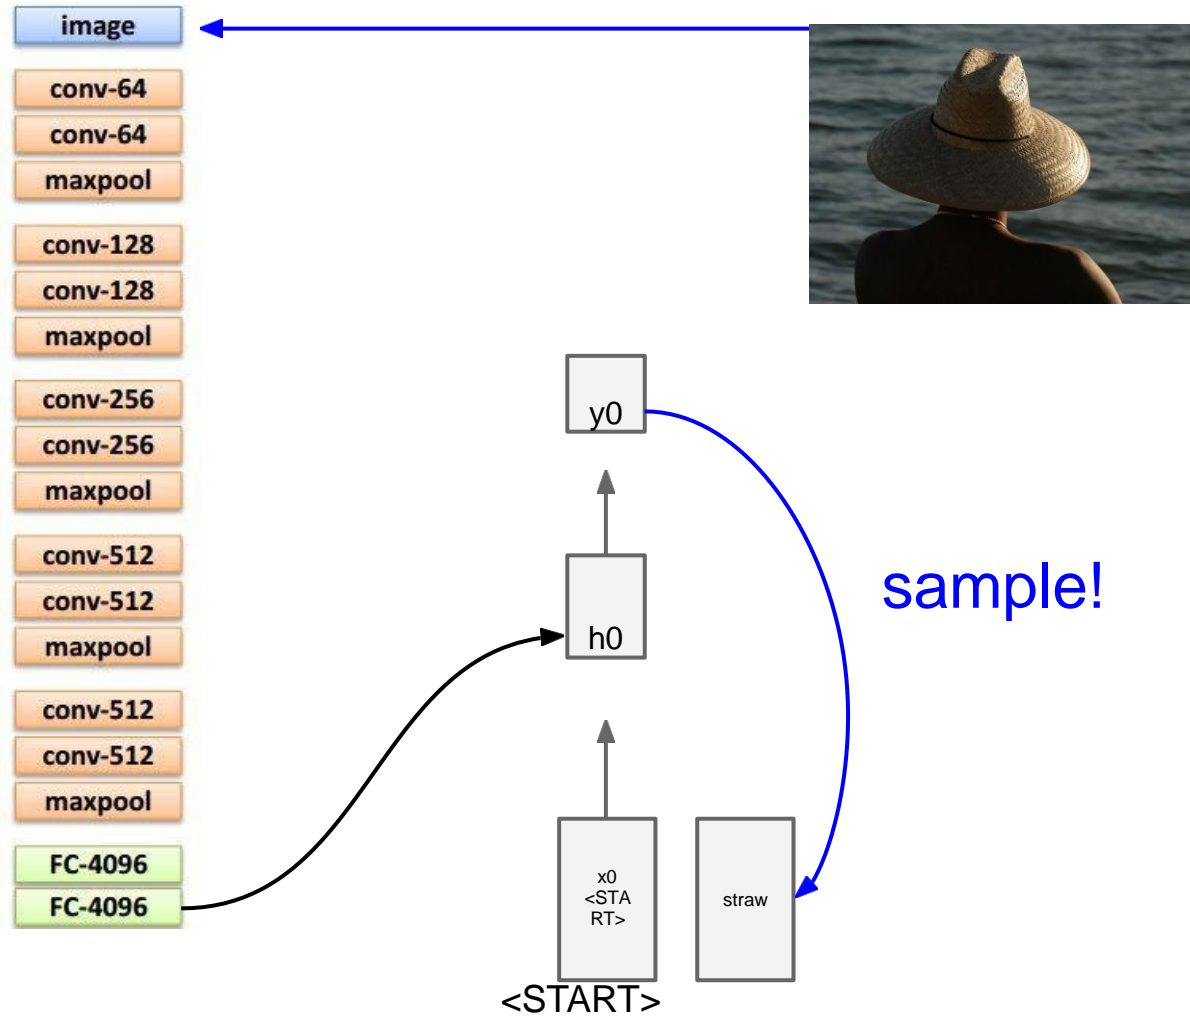 image
conv-64
conv-64
maxpool
conv-128
conv-128
maxpool
conv-256
conv-256
maxpool
conv-512
conv-512
maxpool
conv-512
conv-512
maxpool
FC-4096
FC-4096
y0
h0
sample!
x0
<STA
RT>
straw
<START>